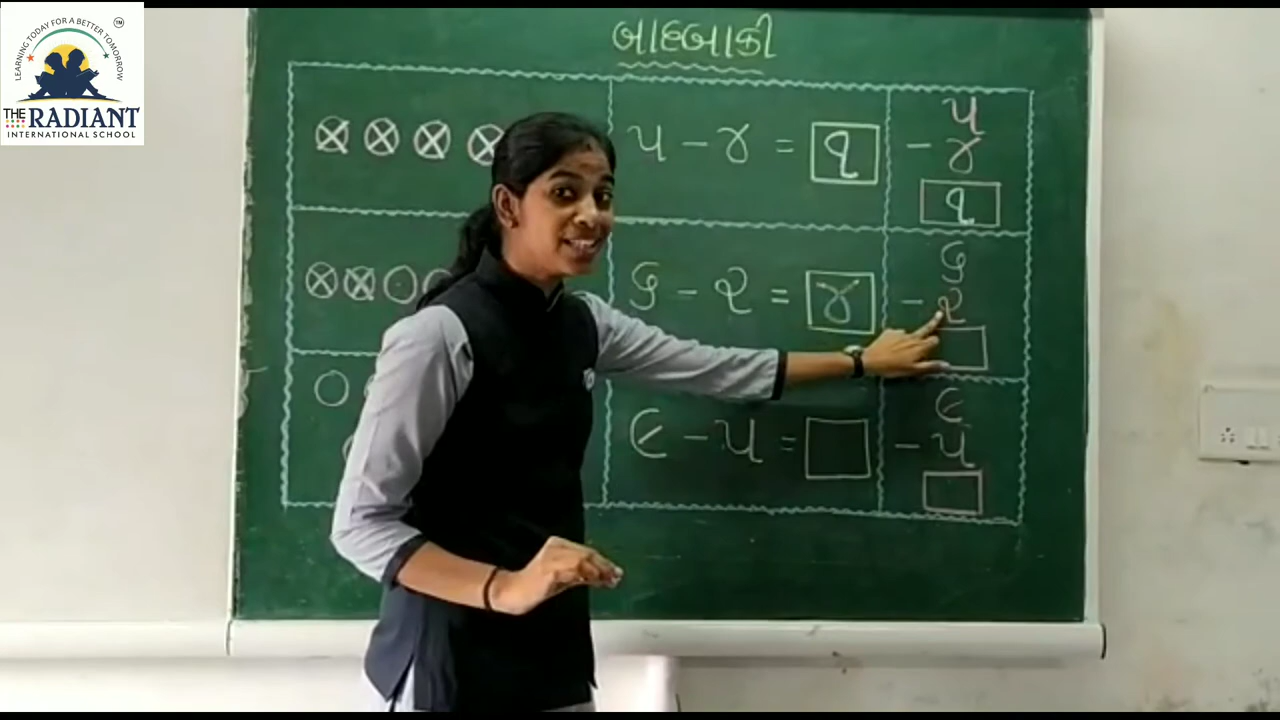 LEARNING TODAY FOR A BETTER TOMORROW
TM
THE RADIANT
INTERNATIONAL SCHOOL
બાદબાકી
૫ - ૪ = ૧
૫
- ૪
૧
૬ - ૨ = ૪
૬
- ૨
૯ - ૫ =
૯
- ૫